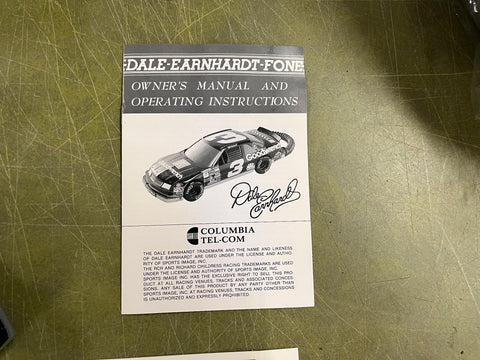 DALE-EARNHARDT-FONE
OWNER'S MANUAL AND
OPERATING INSTRUCTIONS
3
Goodwrench
3
Dale Earnhardt
COLUMBIA
TEL-COM
THE DALE EARNHARDT TRADEMARK AND THE NAME AND LIKENESS
OF DALE EARNHARDT ARE USED UNDER THE LICENSE AND AUTHO-
RITY OF SPORTS IMAGE, INC.
THE RCR AND RICHARD CHILDRESS RACING TRADEMARKS ARE USED
UNDER THE LICENSE AND AUTHORITY OF SPORTS IMAGE, INC.
SPORTS IMAGE, INC. HAS THE EXCLUSIVE RIGHT TO SELL THIS PRO
DUCT AT ALL RACING VENUES, TRACKS AND ASSOCIATED CONCES-
SIONS. ANY SALE OF THIS PRODUCT BY ANY PARTY OTHER THAN
SPORTS IMAGE, INC. AT RACING VENUES, TRACKS AND CONCESSIONS
IS UNAUTHORIZED AND EXPRESSLY PROHIBITED.